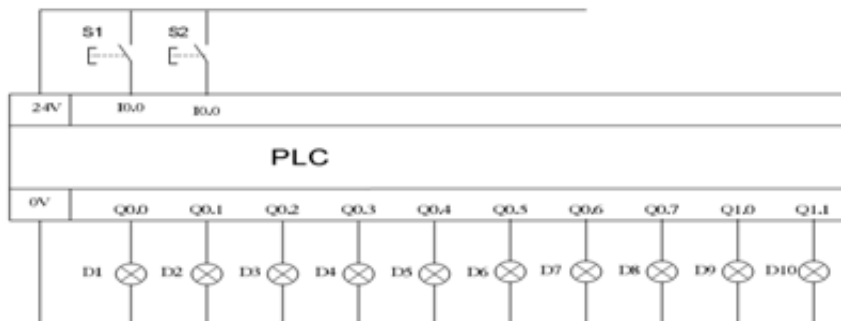 S1 S2
24V I0.0 I0.0
PLC
0V Q0.0 Q0.1 Q0.2 Q0.3 Q0.4 Q0.5 Q0.6 Q0.7 Q1.0 Q1.1
D1 D2 D3 D4 D5 D6 D7 D8 D9 D10